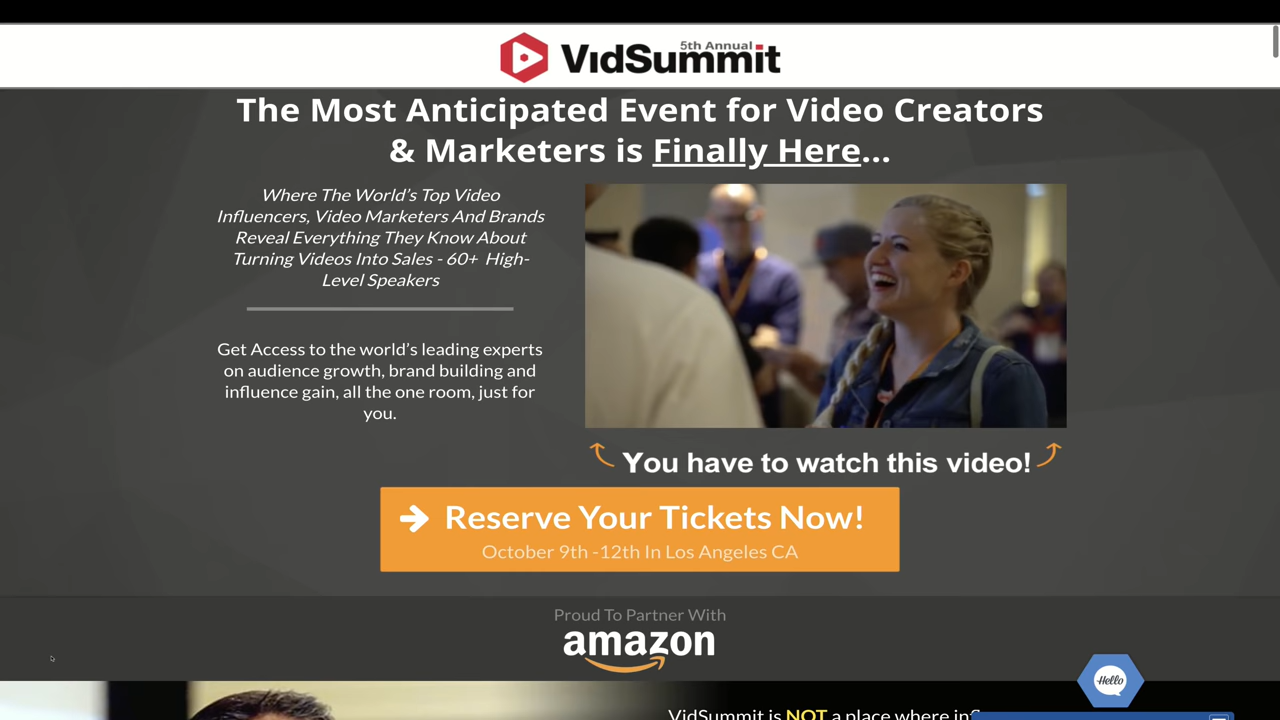 5th Annual
VidSummit
The Most Anticipated Event for Video Creators
& Marketers is Finally Here...
Where The World's Top Video
Influencers, Video Marketers And Brands
Reveal Everything They Know About
Turning Videos Into Sales - 60+ High-
Level Speakers
Get Access to the world's leading experts
on audience growth, brand building and
influence gain, all the one room, just for
you.
You have to watch this video!
Reserve Your Tickets Now!
October 9th -12th In Los Angeles CA
Proud To Partner With
amazon
Hello
VidSummit is NOT a place where